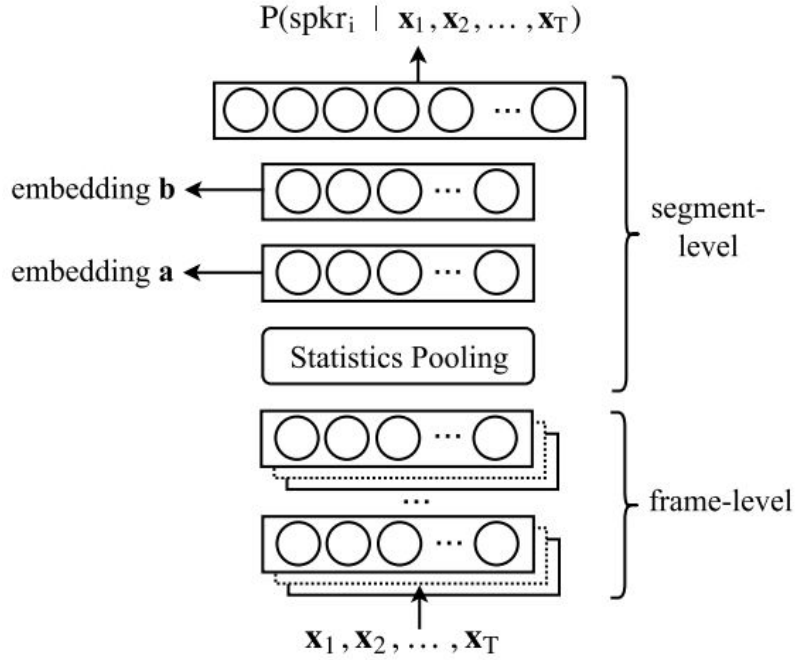 P(spkr_i | x_1, x_2, ..., x_T)
...
embedding b
...
segment-
level
embedding a
...
Statistics Pooling
...
...
frame-level
...
x_1, x_2, ..., x_T